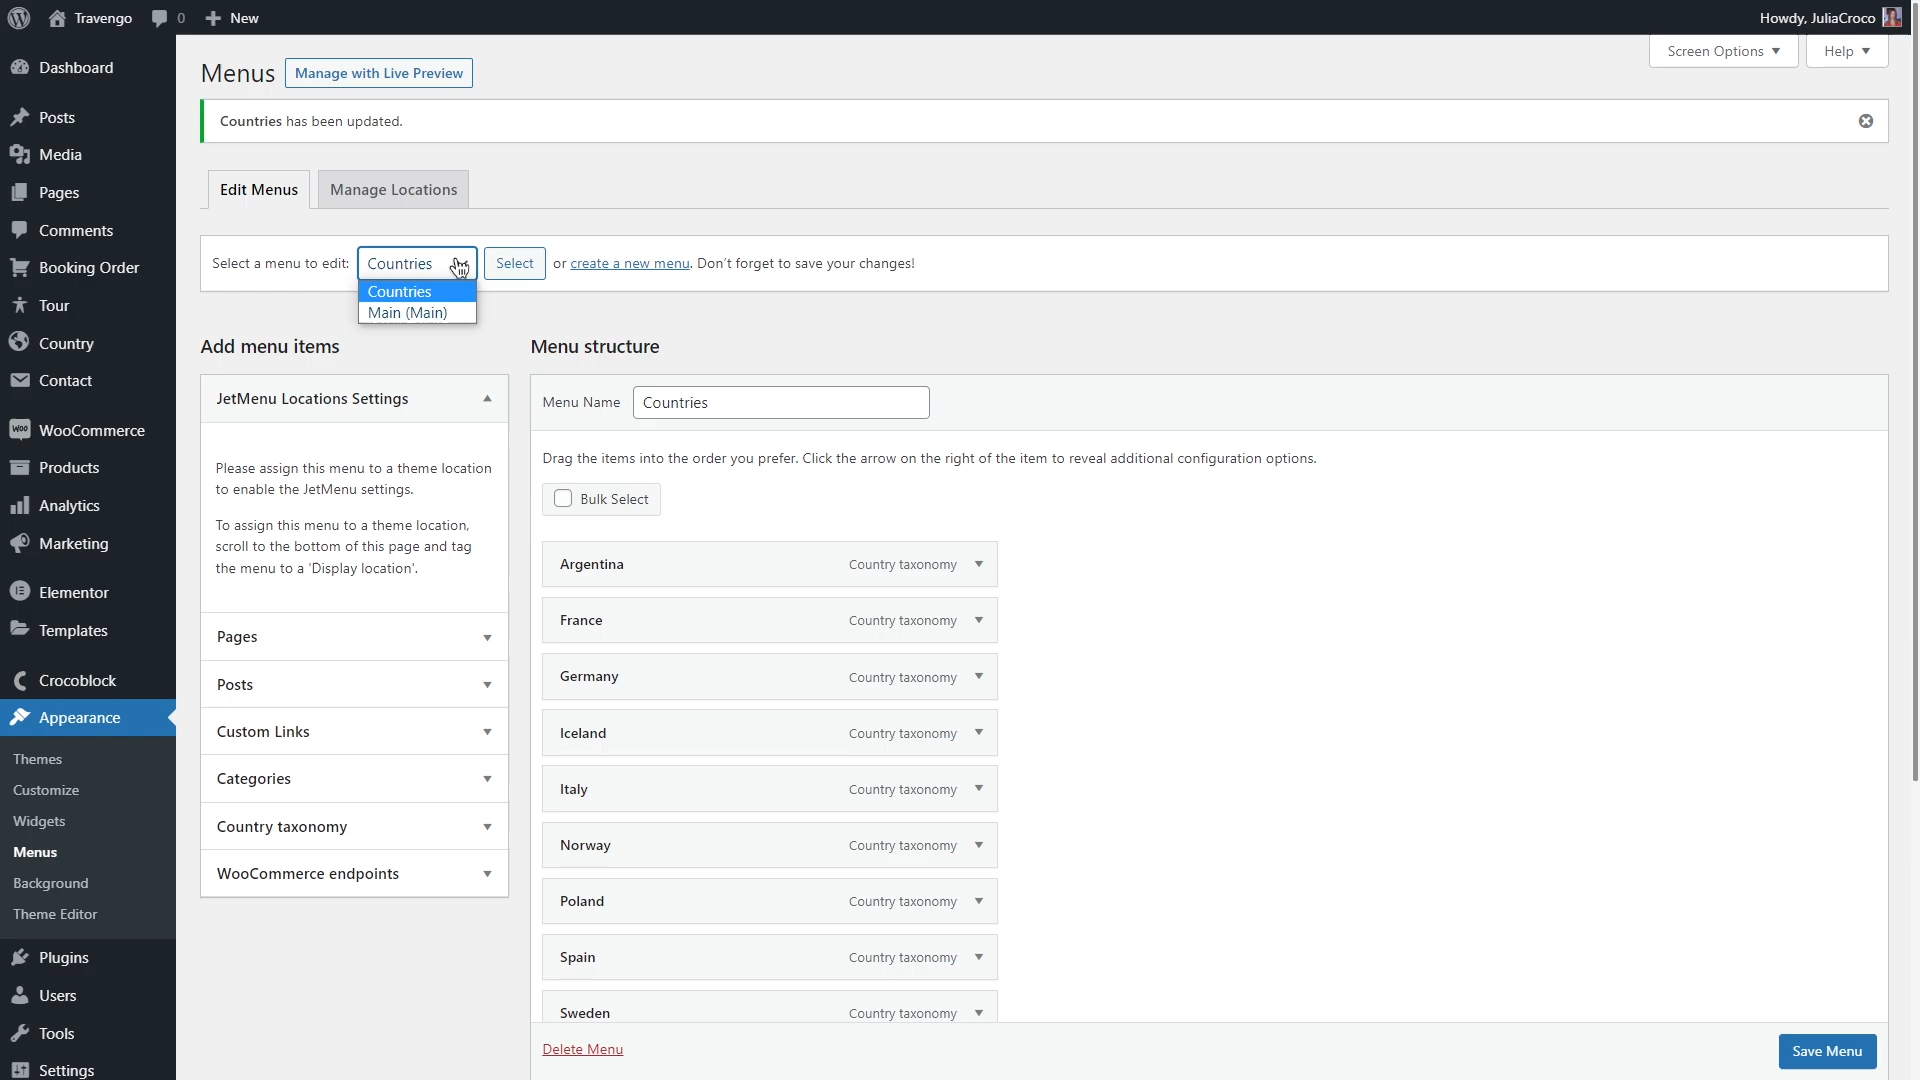 Travengo
0
New
Howdy, JuliaCroco
Screen Options
Help
Dashboard
Posts
Media
Pages
Comments
Booking Order
Tour
Country
Contact
WooCommerce
Products
Analytics
Marketing
Elementor
Templates
Crocoblock
Appearance
Themes
Customize
Widgets
Menus
Background
Theme Editor
Plugins
Users
Tools
Settings
Menus
Manage with Live Preview
Countries has been updated.
Edit Menus
Manage Locations
Select a menu to edit: Countries Select or create a new menu. Don't forget to save your changes!
Countries
Main (Main)
Add menu items
JetMenu Locations Settings
Please assign this menu to a theme location
to enable the JetMenu settings.
To assign this menu to a theme location,
scroll to the bottom of this page and tag
the menu to a 'Display location'.
Pages
Posts
Custom Links
Categories
Country taxonomy
WooCommerce endpoints
Menu structure
Menu Name Countries
Drag the items into the order you prefer. Click the arrow on the right of the item to reveal additional configuration options.
Bulk Select
Argentina Country taxonomy
France Country taxonomy
Germany Country taxonomy
Iceland Country taxonomy
Italy Country taxonomy
Norway Country taxonomy
Poland Country taxonomy
Spain Country taxonomy
Sweden Country taxonomy
Delete Menu
Save Menu